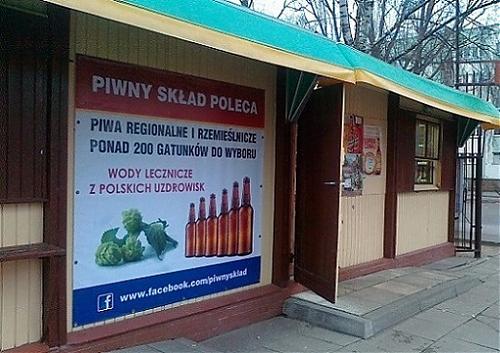 PIWNY SKŁAD POLECA
PIWA REGIONALNE I RZEMIEŚLNICZE
PONAD 200 GATUNKÓW DO WYBORU
WODY LECZNICZE
Z POLSKICH UZDROWISK
f www.facebook.com/piwnysklad